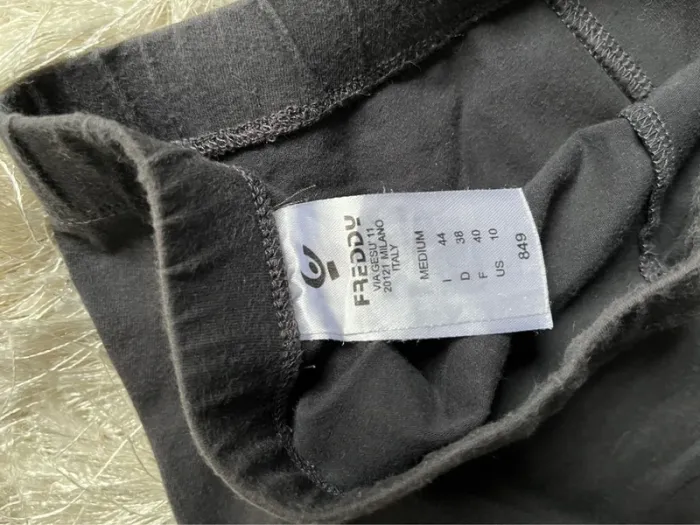 FREDDY
VIA GESU' 11
20121 MILANO
ITALY
MEDIUM
I 44
D 38
F 40
US 10
849